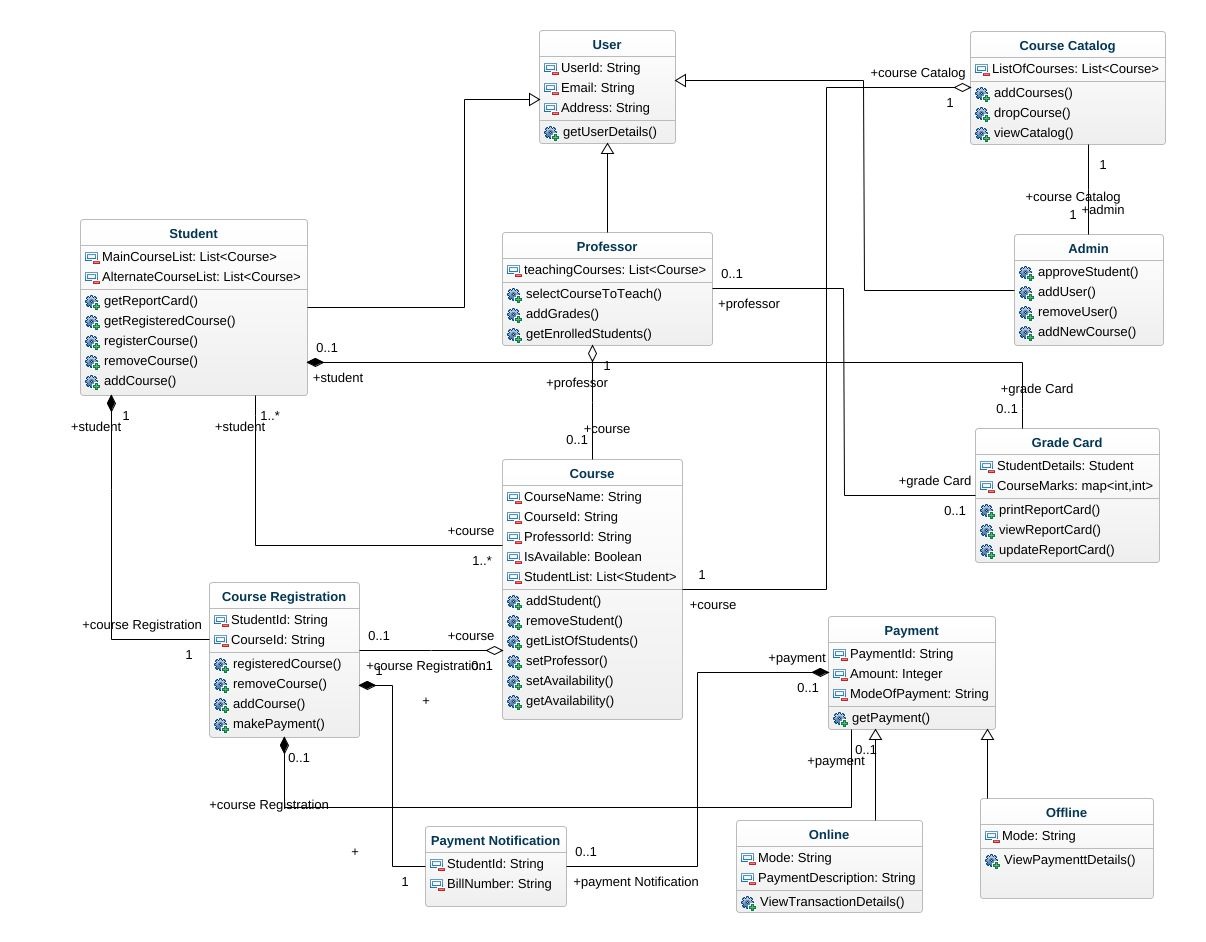 User
UserId: String
Email: String
Address: String
getUserDetails()
Course Catalog
ListOfCourses: List<Course>
addCourses()
dropCourse()
viewCatalog()
+course Catalog
1
1
+course Catalog
1
+admin
Student
MainCourseList: List<Course>
AlternateCourseList: List<Course>
getReportCard()
getRegisteredCourse()
registerCourse()
removeCourse()
addCourse()
Professor
teachingCourses: List<Course>
selectCourseToTeach()
addGrades()
getEnrolledStudents()
0..1
+professor
Admin
approveStudent()
addUser()
removeUser()
addNewCourse()
0..1
+student
1
+professor
+course
0..1
+grade Card
0..1
1
+student
1..*
+student
Grade Card
StudentDetails: Student
CourseMarks: map<int,int>
printReportCard()
viewReportCard()
updateReportCard()
+grade Card
0..1
Course
CourseName: String
CourseId: String
ProfessorId: String
IsAvailable: Boolean
StudentList: List<Student>
addStudent()
removeStudent()
getListOfStudents()
setProfessor()
setAvailability()
getAvailability()
+course
1..*
1
+course
Course Registration
StudentId: String
CourseId: String
registeredCourse()
removeCourse()
addCourse()
makePayment()
+course Registration
1
0..1
+course
+course Registration
0..1
1
+
0..1
+course Registration
Payment
PaymentId: String
Amount: Integer
ModeOfPayment: String
getPayment()
+payment
0..1
0..1
+payment
+
1
Payment Notification
StudentId: String
BillNumber: String
0..1
+payment Notification
Online
Mode: String
PaymentDescription: String
ViewTransactionDetails()
Offline
Mode: String
ViewPaymenttDetails()